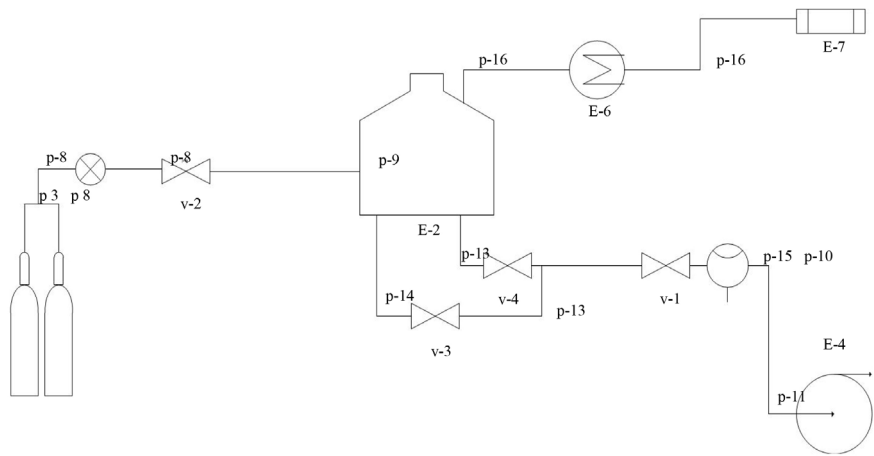 p-16
p-16
E-7
E-6
p-8
p-8
p-9
p 3
p 8
v-2
E-2
p-13
p-15
p-10
p-14
v-4
v-1
p-13
v-3
E-4
p-11